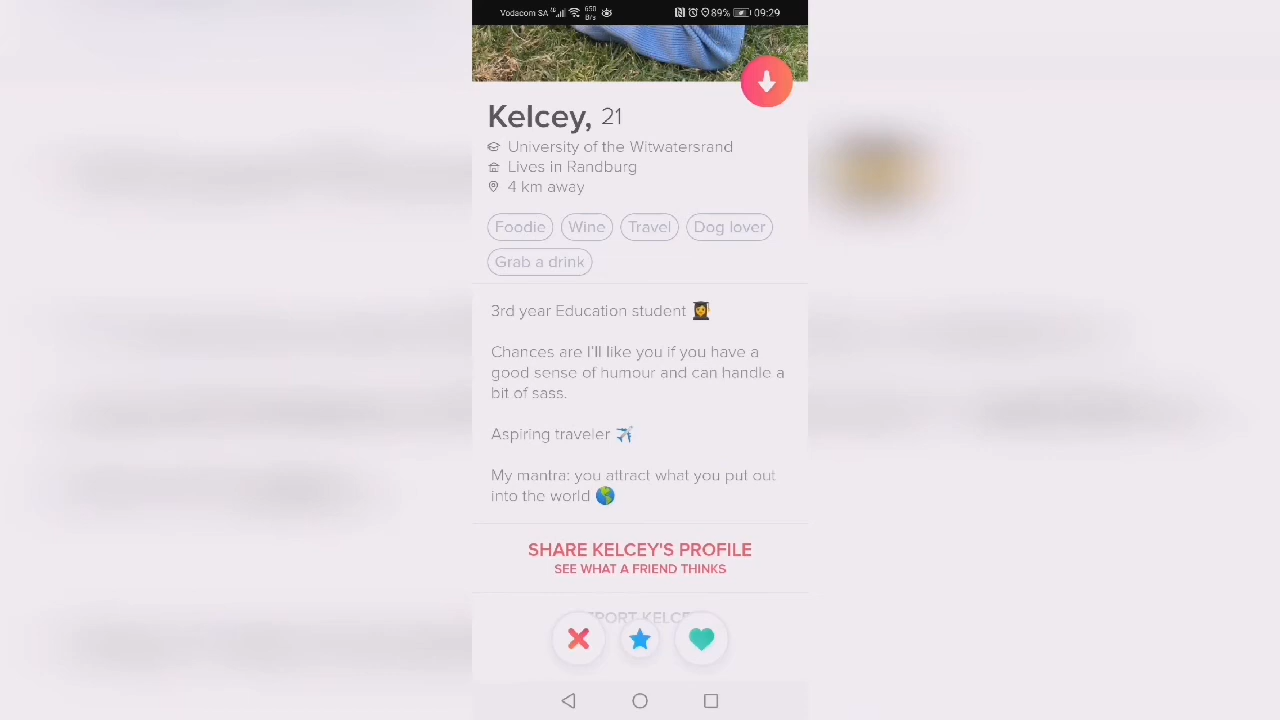 Vodacom SA 650 B/s 89% 09:29
Kelcey, 21
University of the Witwatersrand
Lives in Randburg
4 km away
Foodie Wine Travel Dog lover
Grab a drink
3rd year Education student 👩‍🎓
Chances are I'll like you if you have a
good sense of humour and can handle a
bit of sass.
Aspiring traveler ✈️
My mantra: you attract what you put out
into the world 🌎
SHARE KELCEY'S PROFILE
SEE WHAT A FRIEND THINKS